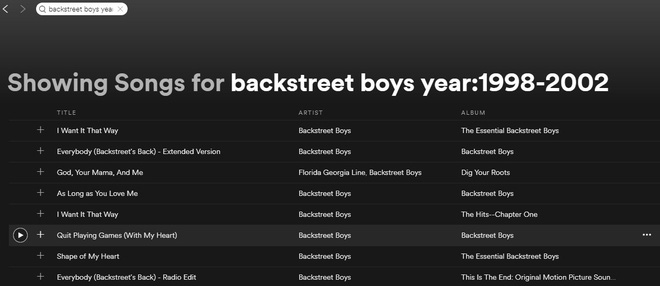 backstreet boys yea
Showing Songs for backstreet boys year:1998-2002
TITLE ARTIST ALBUM
I Want It That Way Backstreet Boys The Essential Backstreet Boys
Everybody (Backstreet's Back) - Extended Version Backstreet Boys Backstreet Boys
God, Your Mama, And Me Florida Georgia Line, Backstreet Boys Dig Your Roots
As Long as You Love Me Backstreet Boys Backstreet Boys
I Want It That Way Backstreet Boys The Hits--Chapter One
Quit Playing Games (With My Heart) Backstreet Boys Backstreet Boys
Shape of My Heart Backstreet Boys The Essential Backstreet Boys
Everybody (Backstreet's Back) - Radio Edit Backstreet Boys This Is The End: Original Motion Picture Soun...